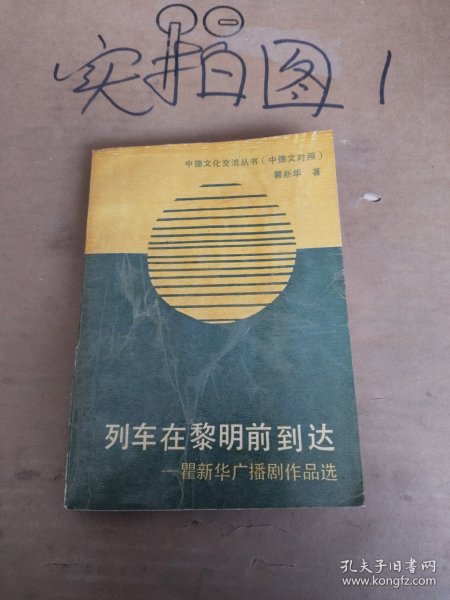 实拍图1
中德文化交流丛书(中德文对照)
瞿新华 著
列车在黎明前到达
—瞿新华广播剧作品选
孔夫子旧书网
www.kongfz.com